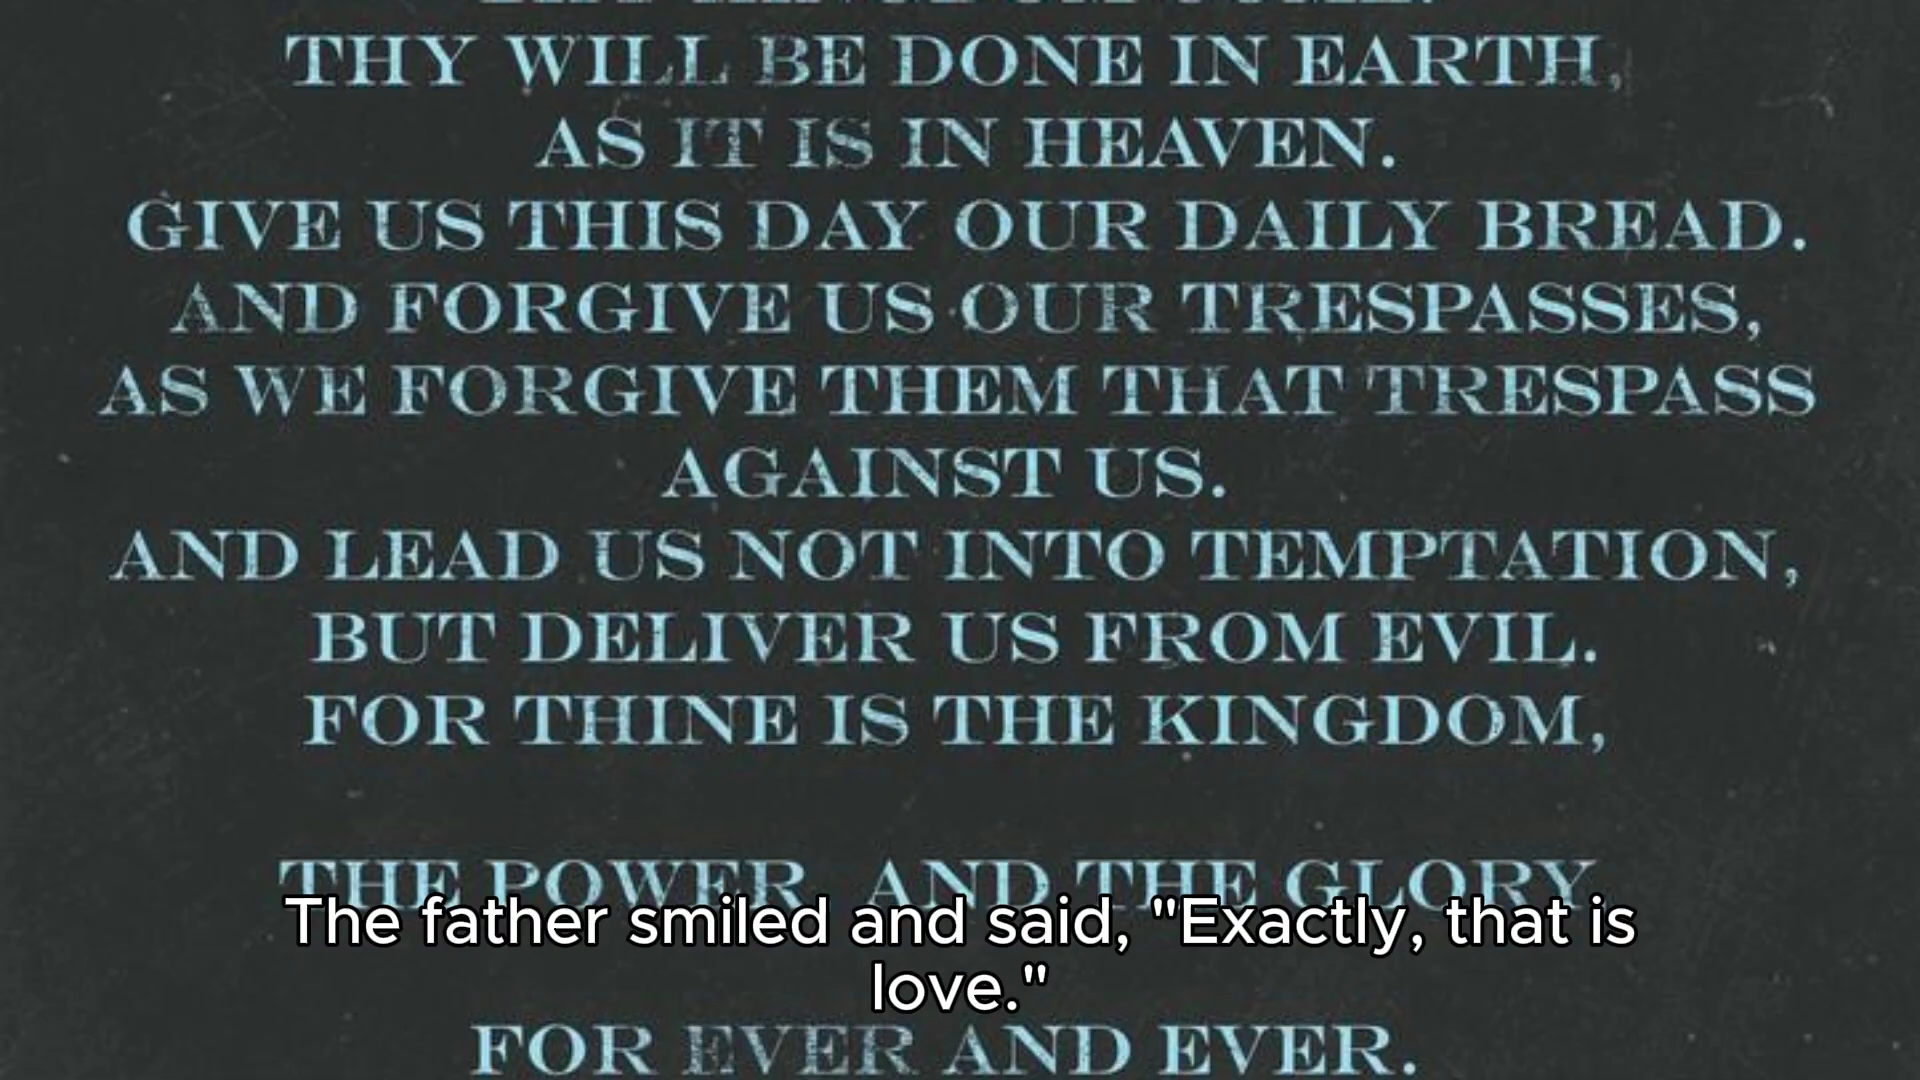 THY WILL BE DONE IN EARTH,
AS IT IS IN HEAVEN.
GIVE US THIS DAY OUR DAILY BREAD.
AND FORGIVE US OUR TRESPASSES,
AS WE FORGIVE THEM THAT TRESPASS
AGAINST US.
AND LEAD US NOT INTO TEMPTATION,
BUT DELIVER US FROM EVIL.
FOR THINE IS THE KINGDOM,
THE POWER AND THE GLORY
The father smiled and said, "Exactly, that is
love."
FOR EVER AND EVER.